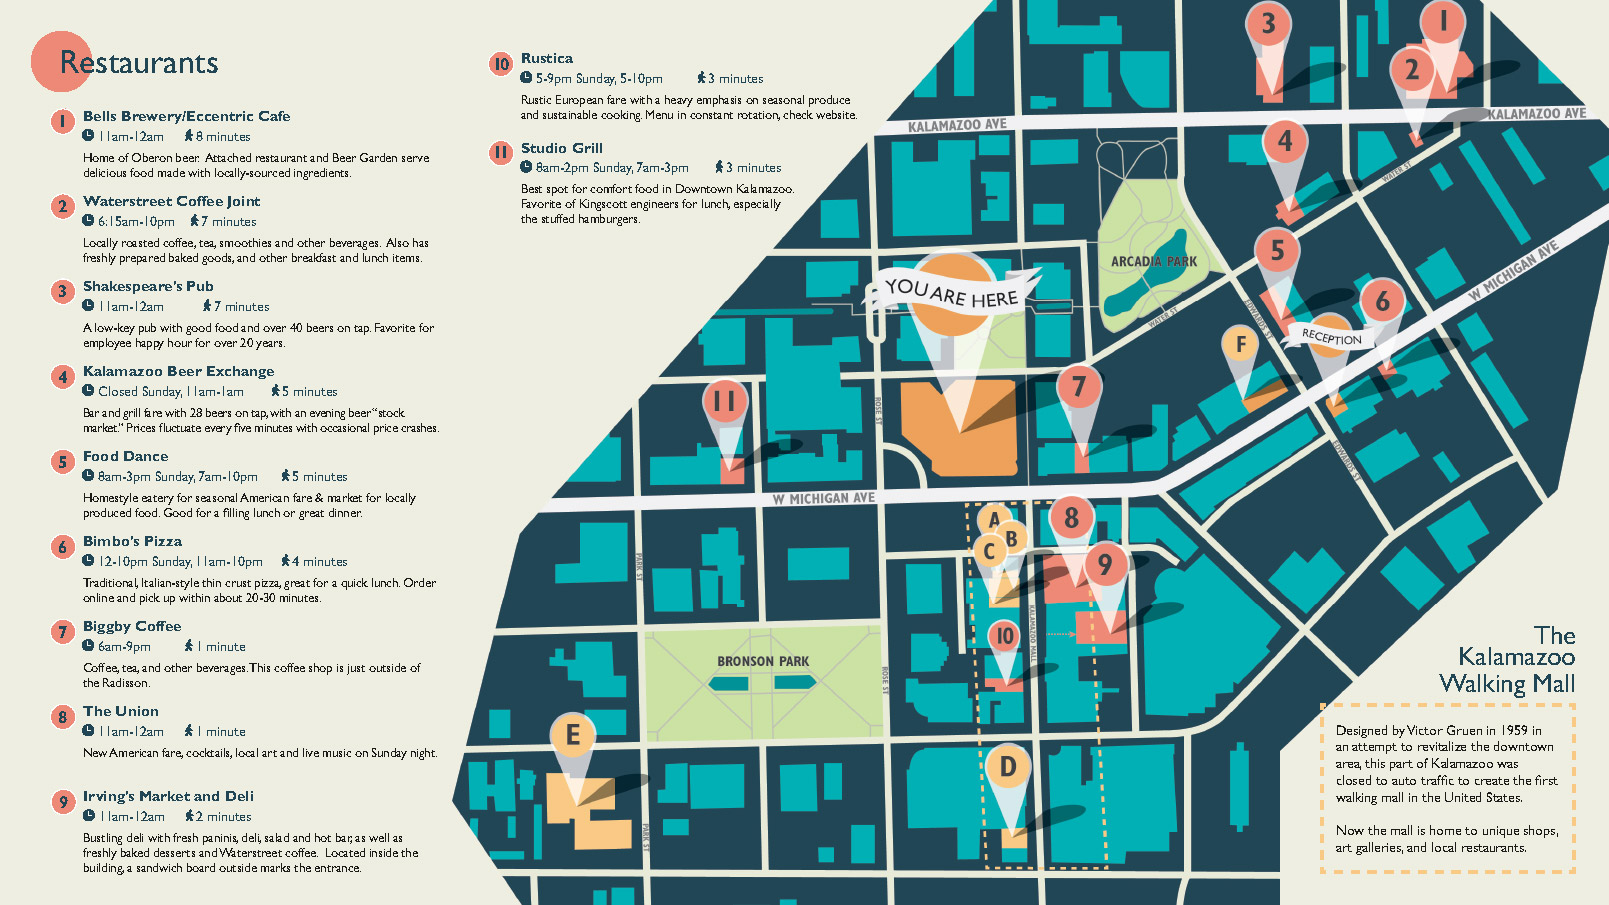 Restaurants
1
Bells Brewery/Eccentric Cafe
11am-12am 8 minutes
Home of Oberon beer. Attached restaurant and Beer Garden serve
delicious food made with locally-sourced ingredients.
2
Waterstreet Coffee Joint
6:15am-10pm 7 minutes
Locally roasted coffee, tea, smoothies and other beverages. Also has
freshly prepared baked goods, and other breakfast and lunch items.
3
Shakespeare's Pub
11am-12am 7 minutes
A low-key pub with good food and over 40 beers on tap. Favorite for
employee happy hour for over 20 years.
4
Kalamazoo Beer Exchange
Closed Sunday, 11am-1am 5 minutes
Bar and grill fare with 28 beers on tap, with an evening beer "stock
market." Prices fluctuate every five minutes with occasional price crashes.
5
Food Dance
8am-3pm Sunday, 7am-10pm 5 minutes
Homestyle eatery for seasonal American fare & market for locally
produced food. Good for a filling lunch or great dinner.
6
Bimbo's Pizza
12-10pm Sunday, 11am-10pm 4 minutes
Traditional, Italian-style thin crust pizza, great for a quick lunch. Order
online and pick up within about 20-30 minutes.
7
Biggby Coffee
6am-9pm 1 minute
Coffee, tea, and other beverages. This coffee shop is just outside of
the Radisson.
8
The Union
11am-12am 1 minute
New American fare, cocktails, local art and live music on Sunday night.
9
Irving's Market and Deli
11am-12am 2 minutes
Bustling deli with fresh paninis, deli, salad and hot bar, as well as
freshly baked desserts and Waterstreet coffee. Located inside the
building, a sandwich board outside marks the entrance.
10
Rustica
5-9pm Sunday, 5-10pm 3 minutes
Rustic European fare with a heavy emphasis on seasonal produce
and sustainable cooking. Menu in constant rotation, check website.
11
Studio Grill
8am-2pm Sunday, 7am-3pm 3 minutes
Best spot for comfort food in Downtown Kalamazoo.
Favorite of Kingscott engineers for lunch, especially
the stuffed hamburgers.
3
1
2
KALAMAZOO AVE
KALAMAZOO AVE
4
WATER ST
5
ARCADIA PARK
W MICHIGAN AVE
YOU ARE HERE
6
EDWARDS ST
WATER ST
RECEPTION
F
7
11
ROSE ST
EDWARDS ST
W MICHIGAN AVE
A
B
C
8
9
PARK ST
KALAMAZOO MALL
10
BRONSON PARK
ROSE ST
E
D
PARK ST
The
Kalamazoo
Walking Mall
Designed by Victor Gruen in 1959 in
an attempt to revitalize the downtown
area, this part of Kalamazoo was
closed to auto traffic to create the first
walking mall in the United States.
Now the mall is home to unique shops,
art galleries, and local restaurants.